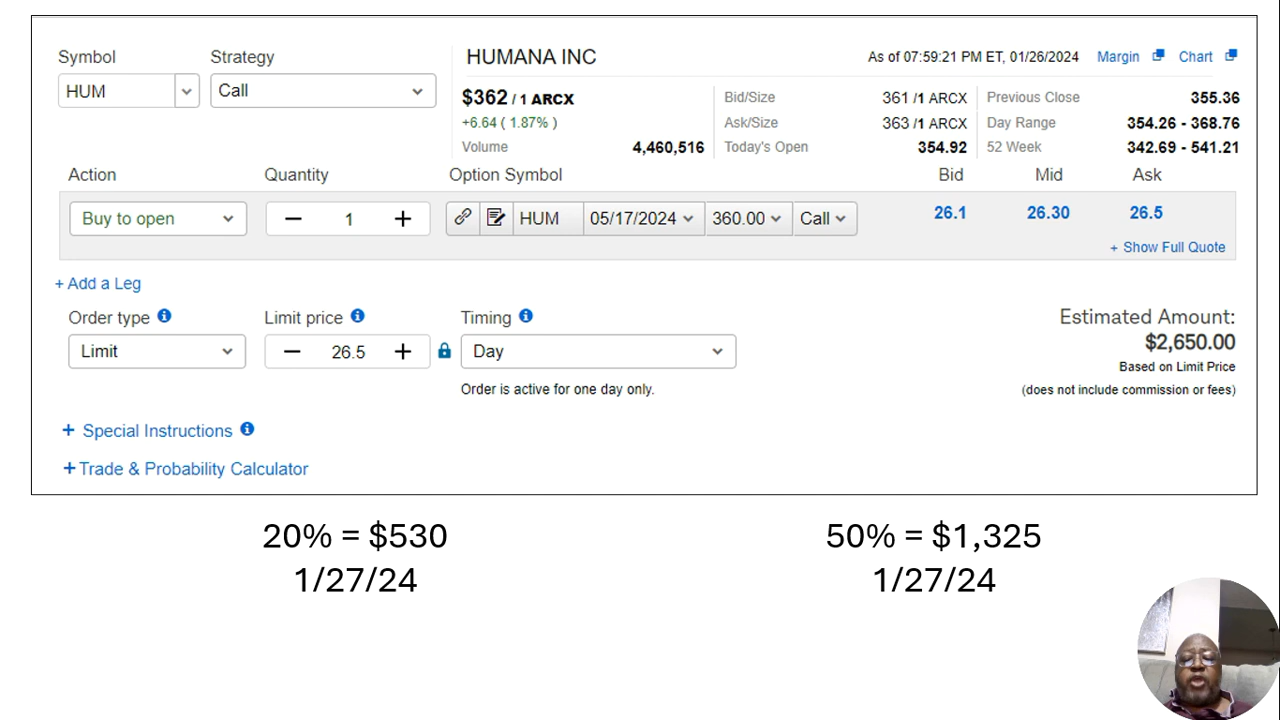 Symbol Strategy HUMANA INC As of 07:59:21 PM ET, 01/26/2024 Margin Chart
HUM Call $362 / 1 ARCX Bid/Size 361 /1 ARCX Previous Close 355.36
+6.64 ( 1.87% ) Ask/Size 363 /1 ARCX Day Range 354.26 - 368.76
Volume 4,460,516 Today's Open 354.92 52 Week 342.69 - 541.21
Action Quantity Option Symbol Bid Mid Ask
Buy to open − 1 + HUM 05/17/2024 360.00 Call 26.1 26.30 26.5
+ Show Full Quote
+ Add a Leg
Order type Limit price Timing Estimated Amount:
Limit − 26.5 + Day $2,650.00
Based on Limit Price
Order is active for one day only. (does not include commission or fees)
+ Special Instructions
+ Trade & Probability Calculator
20% = $530 50% = $1,325
1/27/24 1/27/24